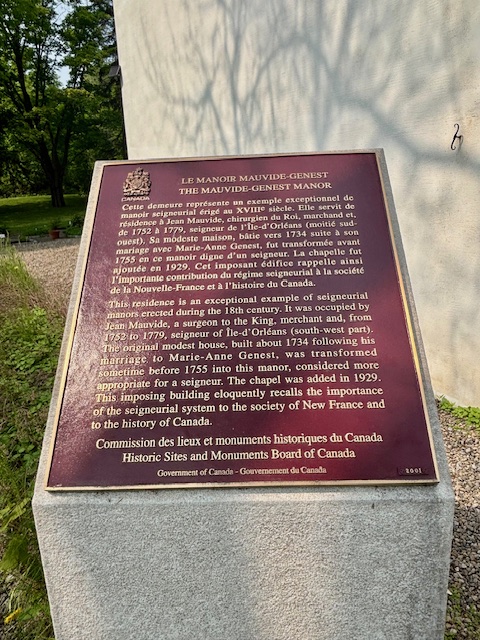 CANADA
LE MANOIR MAUVIDE-GENEST
THE MAUVIDE-GENEST MANOR
Cette demeure représente un exemple exceptionnel de
manoir seigneurial érigé au XVIIIe siècle. Elle servit de
résidence à Jean Mauvide, chirurgien du Roi, marchand et,
de 1752 à 1779, seigneur de l'Île-d'Orléans (moitié sud-
ouest). Sa modeste maison, bâtie vers 1734 suite à son
mariage avec Marie-Anne Genest, fut transformée avant
1755 en ce manoir digne d'un seigneur. La chapelle fut
ajoutée en 1929. Cet imposant édifice rappelle ainsi
l'importante contribution du régime seigneurial à la société
de la Nouvelle-France et à l'histoire du Canada.
This residence is an exceptional example of seigneurial
manors erected during the 18th century. It was occupied by
Jean Mauvide, a surgeon to the King, merchant and, from
1752 to 1779, seigneur of Île-d'Orléans (south-west part).
The original modest house, built about 1734 following his
marriage to Marie-Anne Genest, was transformed
sometime before 1755 into this manor, considered more
appropriate for a seigneur. The chapel was added in 1929.
This imposing building eloquently recalls the importance
of the seigneurial system to the society of New France and
to the history of Canada.
Commission des lieux et monuments historiques du Canada
Historic Sites and Monuments Board of Canada
Government of Canada - Gouvernement du Canada
2001